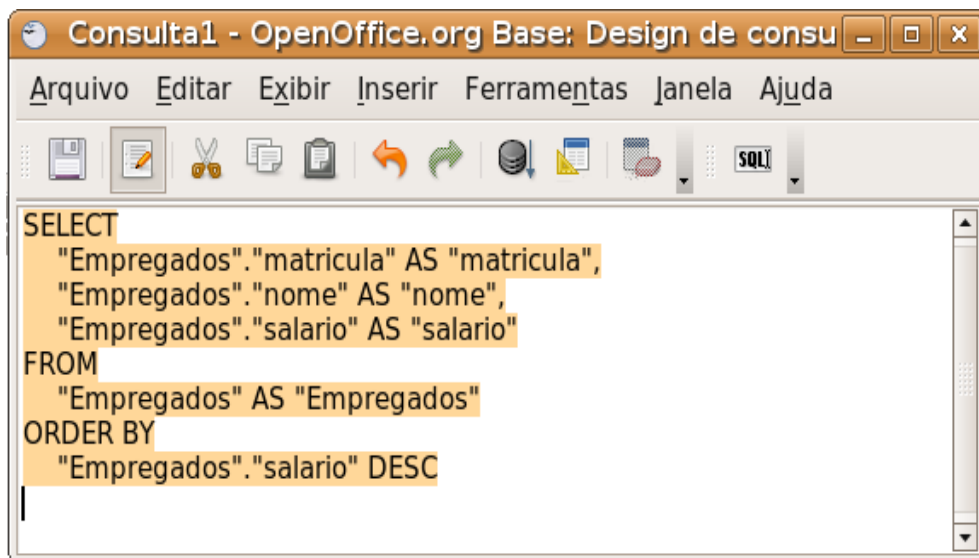 Consulta1 - OpenOffice.org Base: Design de consu
Arquivo Editar Exibir Inserir Ferramentas Janela Ajuda
SQL
SELECT
"Empregados"."matricula" AS "matricula",
"Empregados"."nome" AS "nome",
"Empregados"."salario" AS "salario"
FROM
"Empregados" AS "Empregados"
ORDER BY
"Empregados"."salario" DESC